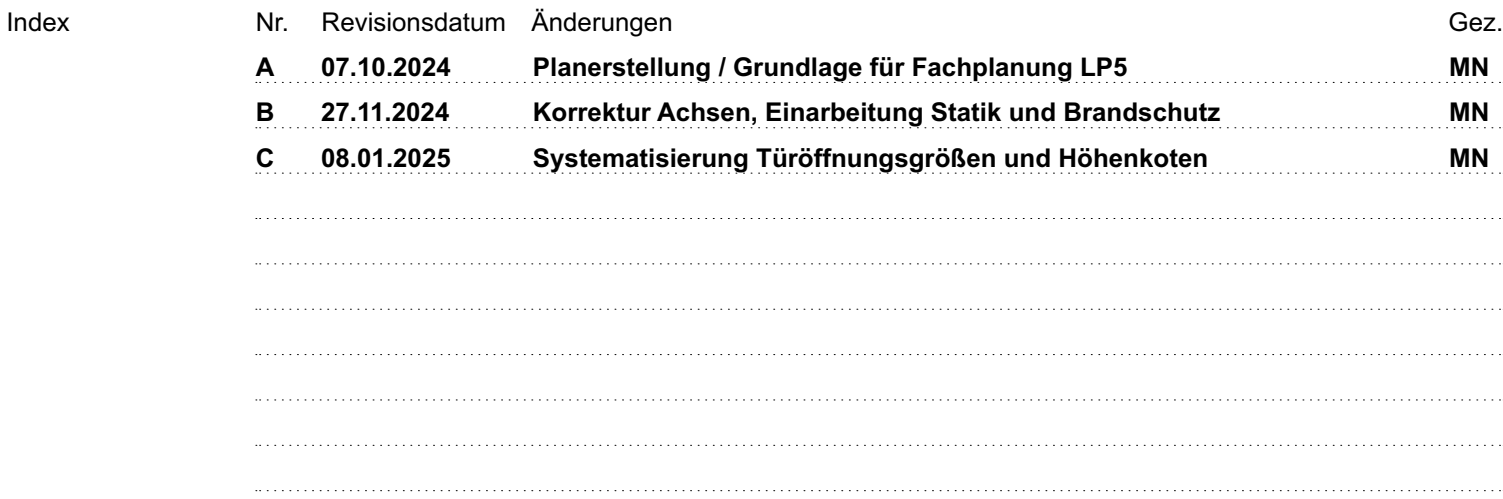 Index Nr. Revisionsdatum Änderungen Gez.
A 07.10.2024 Planerstellung / Grundlage für Fachplanung LP5 MN
B 27.11.2024 Korrektur Achsen, Einarbeitung Statik und Brandschutz MN
C 08.01.2025 Systematisierung Türöffnungsgrößen und Höhenkoten MN